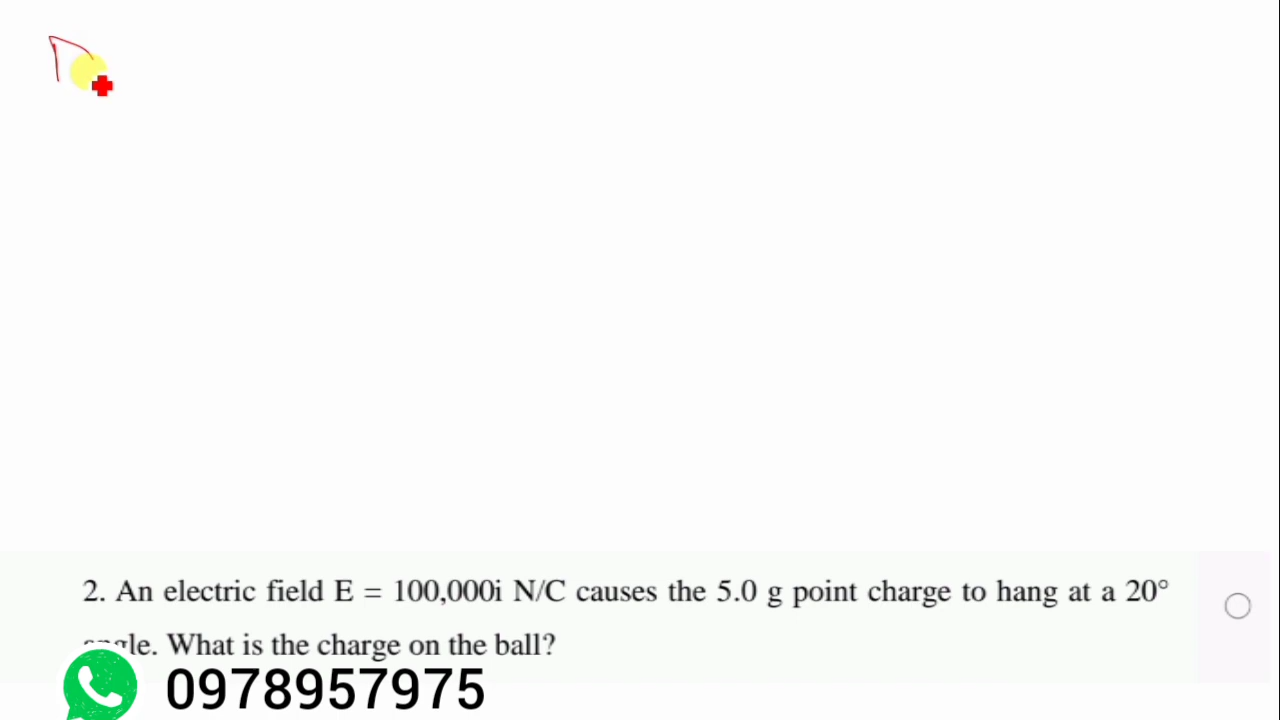 2. An electric field E = 100,000i N/C causes the 5.0 g point charge to hang at a 20°
What is the charge on the ball?
0978957975